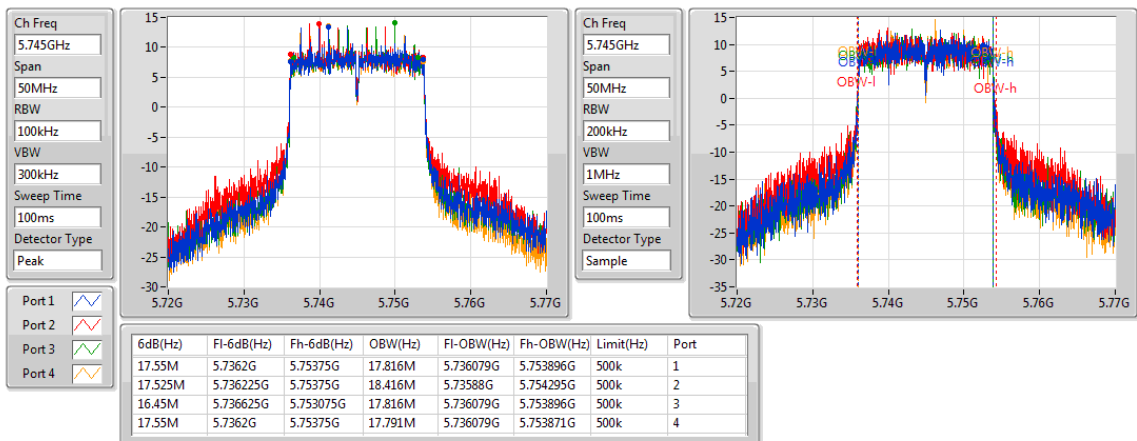 Ch Freq
5.745GHz
Span
50MHz
RBW
100kHz
VBW
300kHz
Sweep Time
100ms
Detector Type
Peak
15
10
5
0
-5
-10
-15
-20
-25
-30
5.72G 5.73G 5.74G 5.75G 5.76G 5.77G
Ch Freq
5.745GHz
Span
50MHz
RBW
200kHz
VBW
1MHz
Sweep Time
100ms
Detector Type
Sample
15
10
5
0
-5
-10
-15
-20
-25
-30
OBW-l OBW-h
OBW-l OBW-h
5.72G 5.73G 5.74G 5.75G 5.76G 5.77G
Port 1
Port 2
Port 3
Port 4
6dB(Hz) Fl-6dB(Hz) Fh-6dB(Hz) OBW(Hz) Fl-OBW(Hz) Fh-OBW(Hz) Limit(Hz) Port
17.55M 5.7362G 5.75375G 17.816M 5.736079G 5.753896G 500k 1
17.525M 5.736225G 5.75375G 18.416M 5.73588G 5.754295G 500k 2
16.45M 5.736625G 5.753075G 17.816M 5.736079G 5.753896G 500k 3
17.55M 5.7362G 5.75375G 17.791M 5.736079G 5.753871G 500k 4